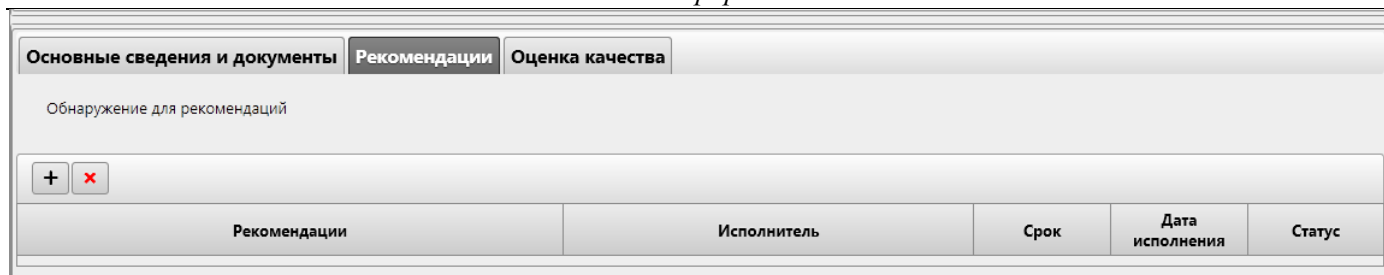 Основные сведения и документы Рекомендации Оценка качества
Обнаружение для рекомендаций
Рекомендации Исполнитель Срок Дата исполнения Статус